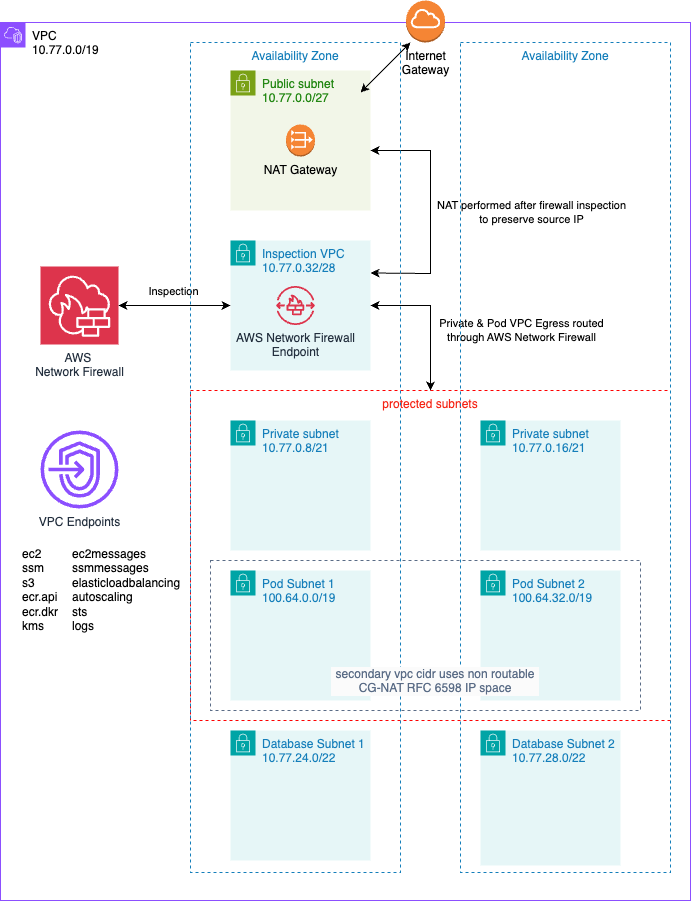 VPC
10.77.0.0/19
Internet
Gateway
Availability Zone
Availability Zone
Public subnet
10.77.0.0/27
NAT Gateway
NAT performed after firewall inspection
to preserve source IP
Inspection VPC
10.77.0.32/28
AWS Network Firewall
Endpoint
Inspection
AWS
Network Firewall
Private & Pod VPC Egress routed
through AWS Network Firewall
protected subnets
Private subnet
10.77.0.8/21
Private subnet
10.77.0.16/21
VPC Endpoints
ec2 ec2messages
ssm ssmmessages
s3 elasticloadbalancing
ecr.api autoscaling
ecr.dkr sts
kms logs
Pod Subnet 1
100.64.0.0/19
Pod Subnet 2
100.64.32.0/19
secondary vpc cidr uses non routable
CG-NAT RFC 6598 IP space
Database Subnet 1
10.77.24.0/22
Database Subnet 2
10.77.28.0/22